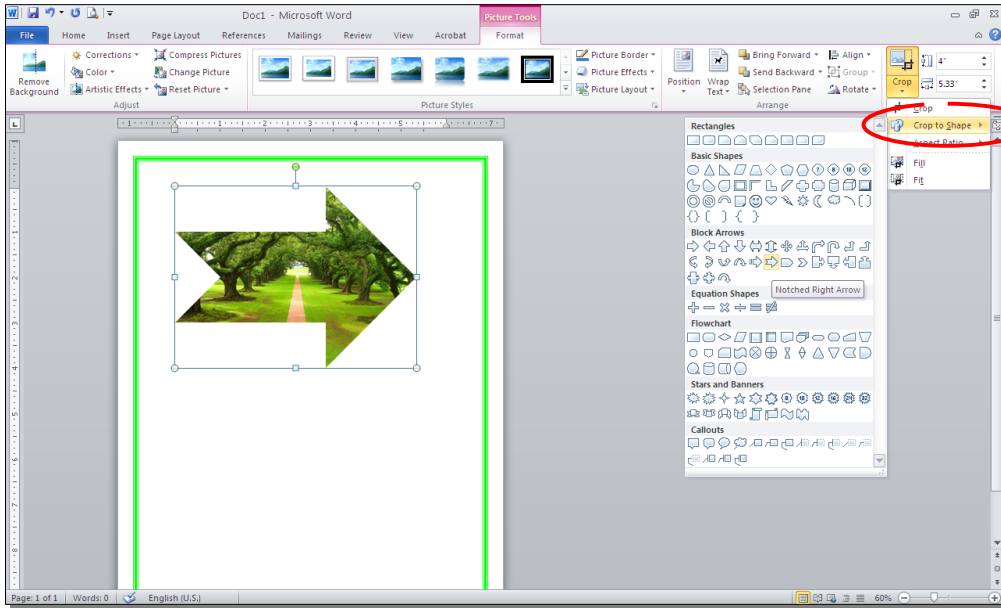 W Doc1 - Microsoft Word Picture Tools
File Home Insert Page Layout References Mailings Review View Acrobat Format
Remove Background
Corrections
Color
Artistic Effects
Compress Pictures
Change Picture
Reset Picture
Adjust
Picture Styles
Picture Border
Picture Effects
Picture Layout
Position
Wrap Text
Bring Forward
Send Backward
Selection Pane
Align
Group
Rotate
Arrange
Crop
4"
5.33"
Crop
Crop to Shape
Aspect Ratio
Fill
Fit
Rectangles
Basic Shapes
Block Arrows
Notched Right Arrow
Equation Shapes
Flowchart
Stars and Banners
Callouts
Page: 1 of 1 Words: 0 English (U.S.) 60%